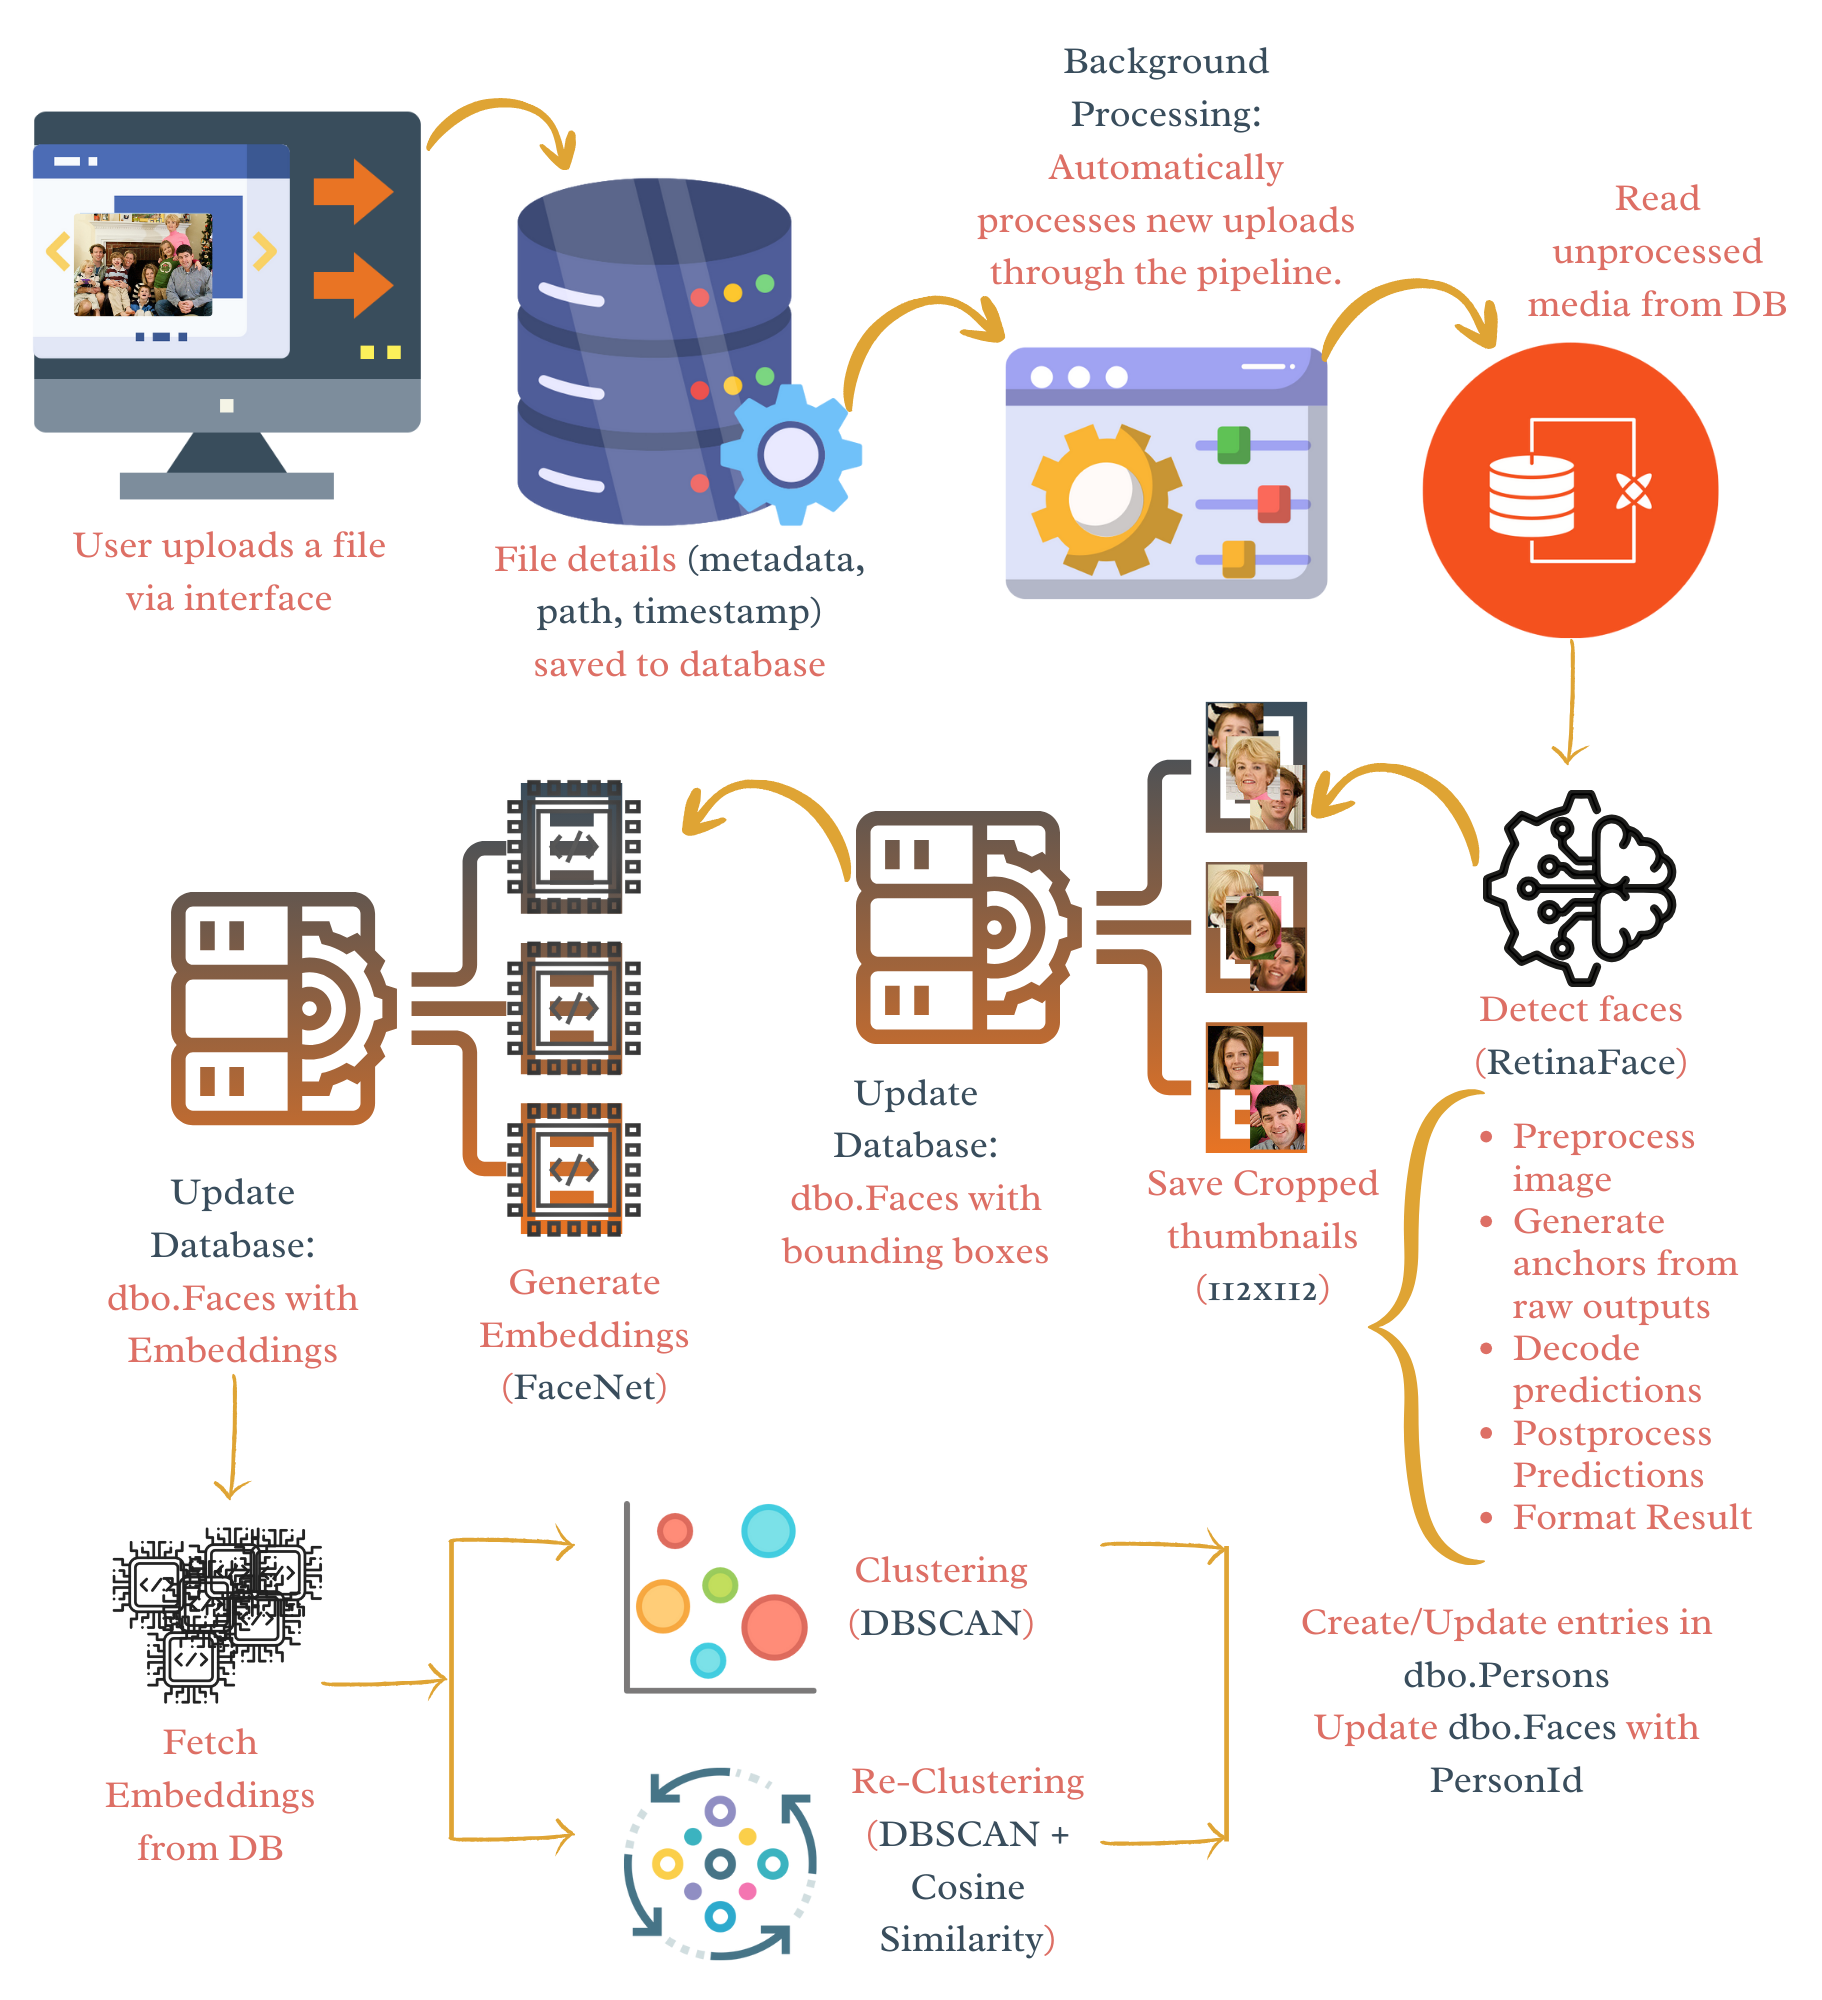 User uploads a file
via interface
File details (metadata,
path, timestamp)
saved to database
Background
Processing:
Automatically
processes new uploads
through the pipeline.
Read
unprocessed
media from DB
Detect faces
(RetinaFace)
• Preprocess
image
• Generate
anchors from
raw outputs
• Decode
predictions
• Postprocess
Predictions
• Format Result
Save Cropped
thumbnails
(112x112)
Update
Database:
dbo.Faces with
bounding boxes
Generate
Embeddings
(FaceNet)
Update
Database:
dbo.Faces with
Embeddings
Fetch
Embeddings
from DB
Clustering
(DBSCAN)
Re-Clustering
(DBSCAN +
Cosine
Similarity)
Create/Update entries in
dbo.Persons
Update dbo.Faces with
PersonId